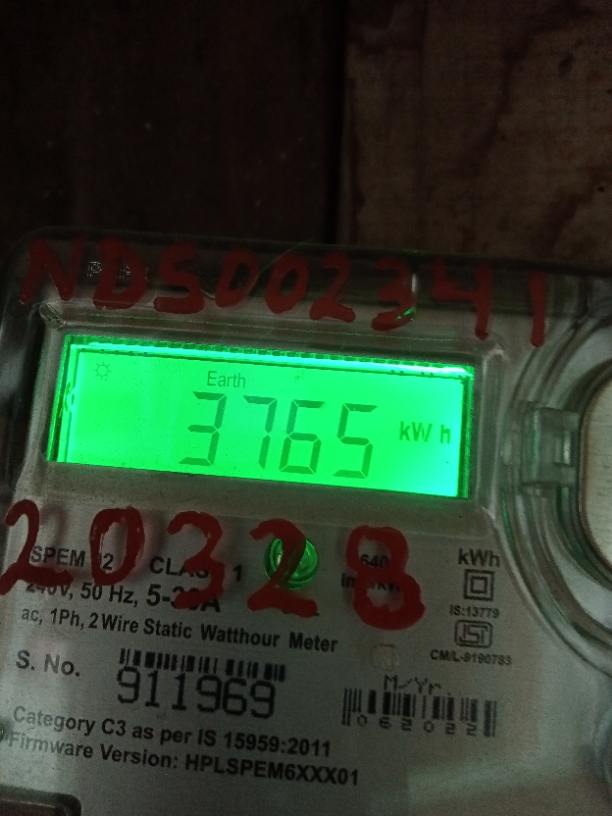 NDS002341
Earth
3765 kWh
20328
SPEM 12 CLASS 1
240V, 50 Hz, 5-30A
kWh
ac, 1Ph, 2 Wire Static Watthour Meter
IS:13779
CM/L-9190783
S. No.
911969
M/Yr.
062022
Category C3 as per IS 15959:2011
Firmware Version: HPLSPEM6XXX01